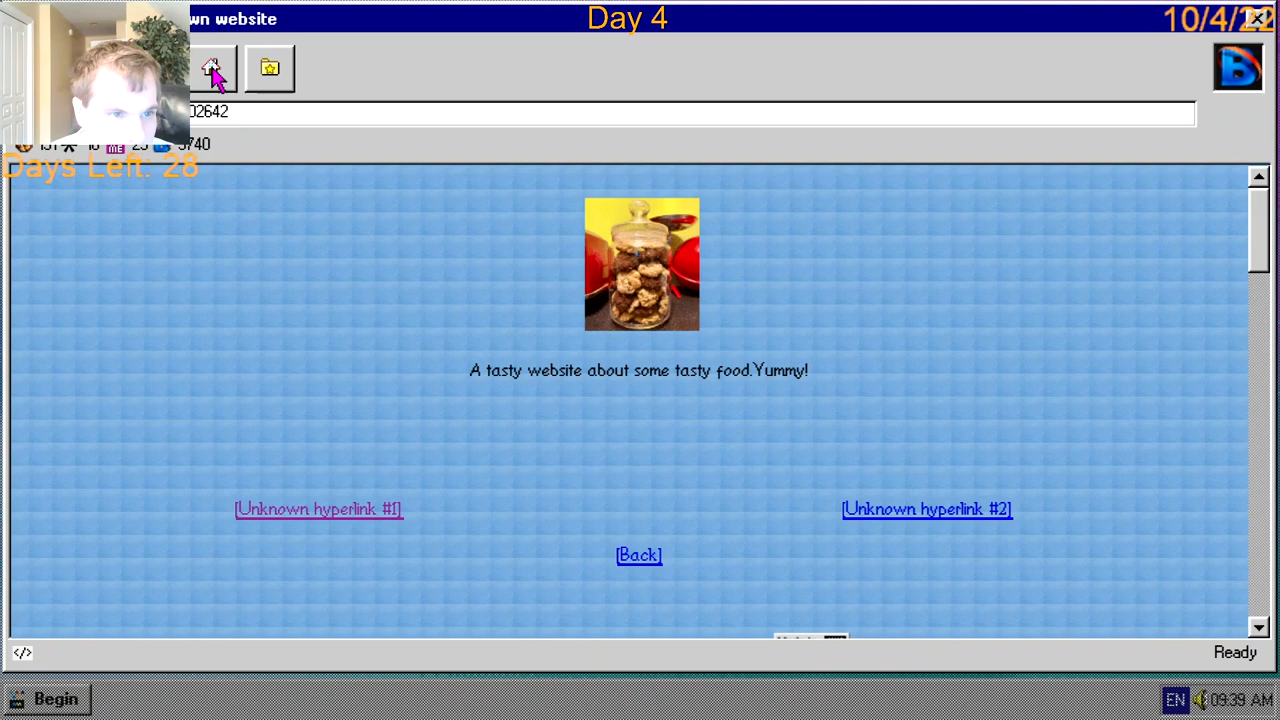 wn website
Day 4
10/4/22
02642
3740
Days Left: 28
A tasty website about some tasty food.Yummy!
[Unknown hyperlink #1]
[Unknown hyperlink #2]
[Back]
</>
Ready
Begin
EN
09:39 AM